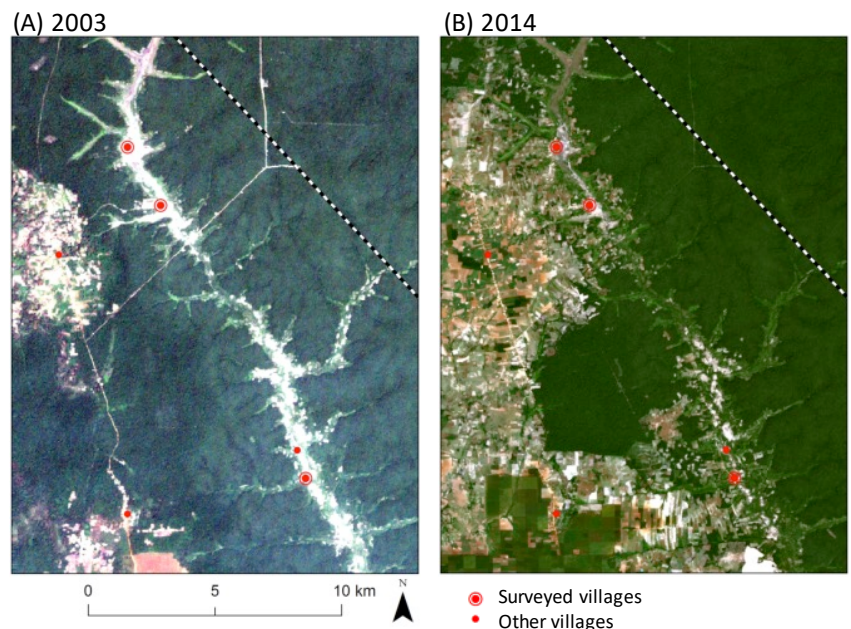 (A) 2003
(B) 2014
0 5 10 km
N
Surveyed villages
Other villages